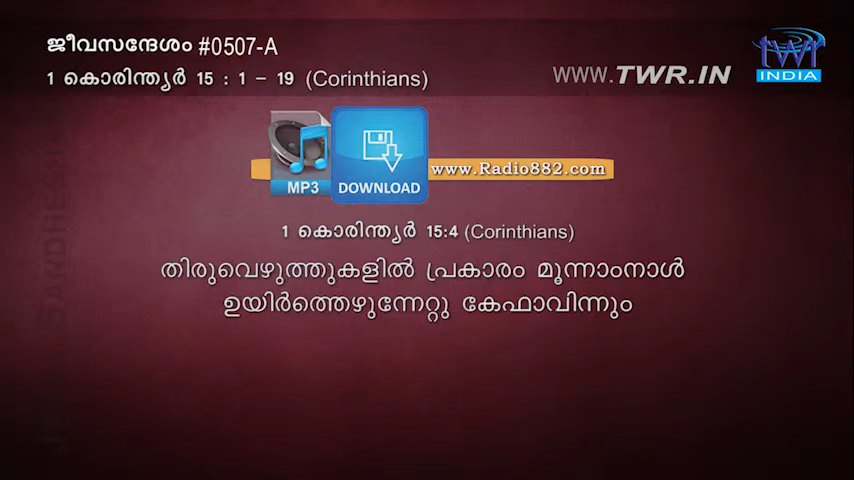 ജീവസന്ദേശം #0507-A
1 കൊരിന്ത്യർ 15 : 1 – 19 (Corinthians)
WWW.TWR.IN
twr
INDIA
MP3
DOWNLOAD
www.Radio882.com
1 കൊരിന്ത്യർ 15:4 (Corinthians)
തിരുവെഴുത്തുകളിൽ പ്രകാരം മൂന്നാംനാൾ
ഉയിർത്തെഴുന്നേറ്റു കേഫാവിന്നും